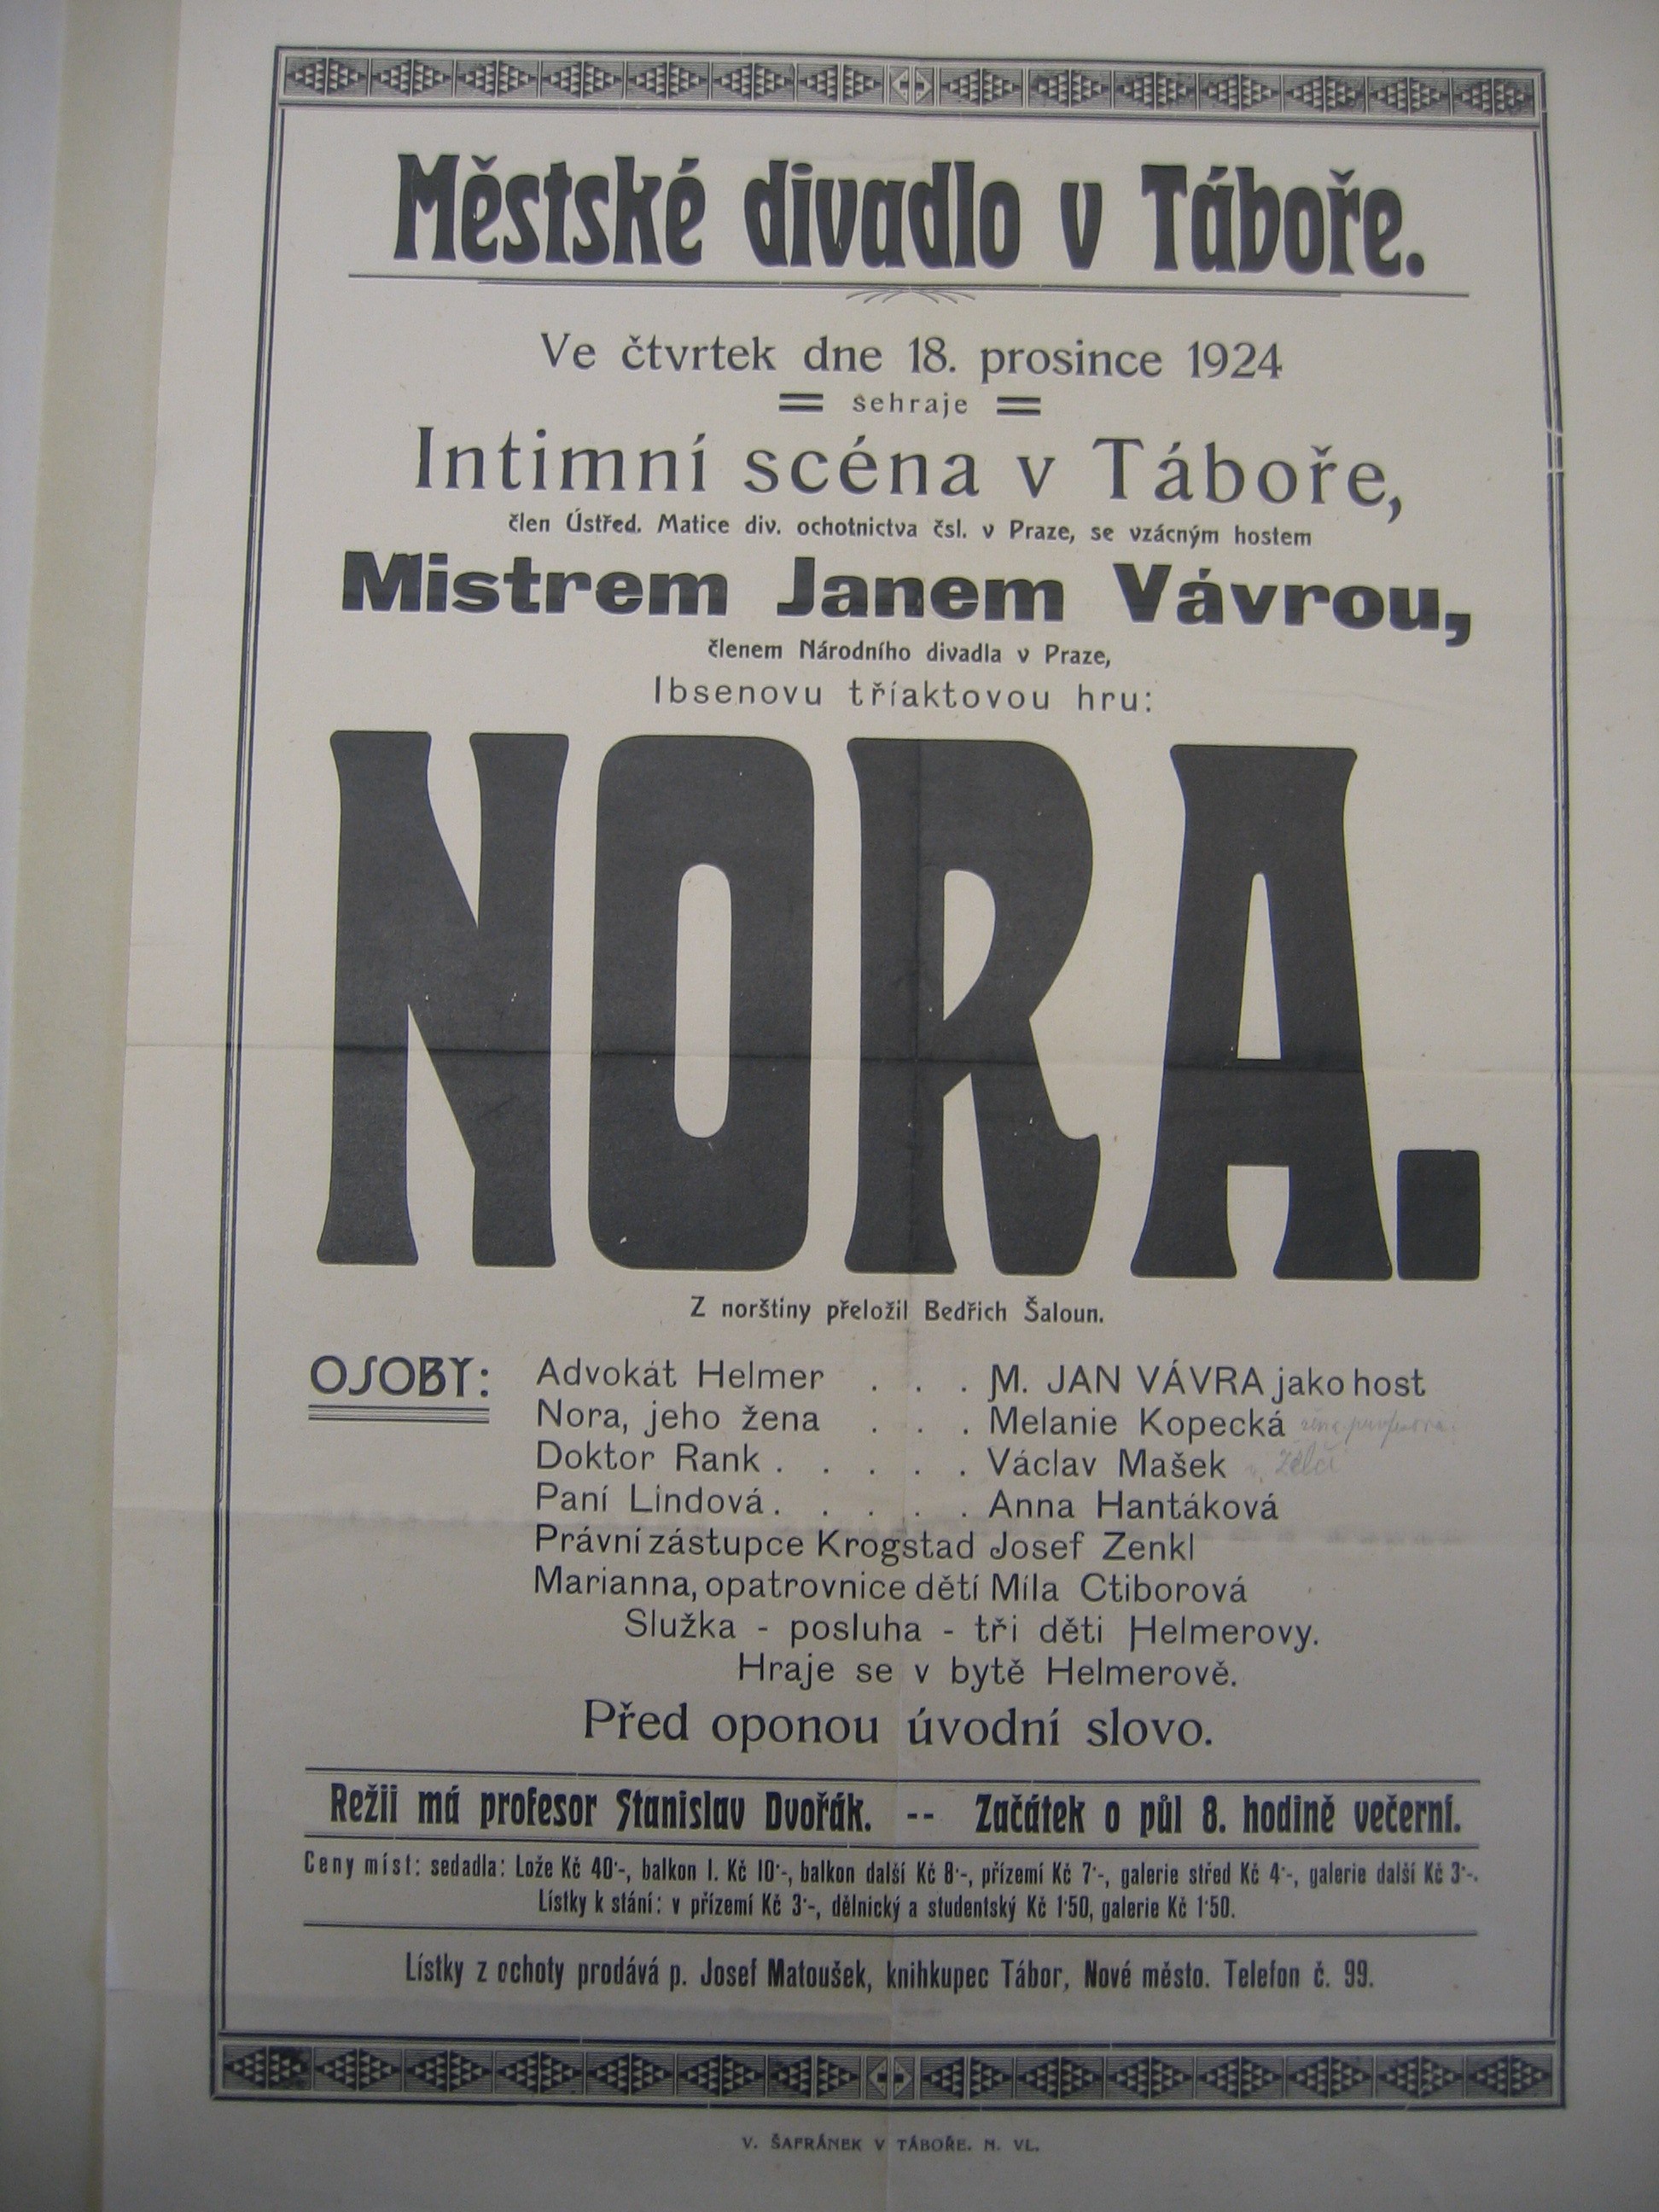 Městské divadlo v Táboře.
Ve čtvrtek dne 18. prosince 1924
= sehraje =
Intimní scéna v Táboře,
člen Ústřed. Matice div. ochotnictva čsl. v Praze, se vzácným hostem
Mistrem Janem Vávrou,
členem Národního divadla v Praze,
Ibsenovu tříaktovou hru:
NORA.
Z norštiny přeložil Bedřich Šaloun.
OSOBY: Advokát Helmer . . . M. JAN VÁVRA jako host
Nora, jeho žena . . . Melanie Kopecká
Doktor Rank . . . . . Václav Mašek
Paní Lindová . . . . . Anna Hantáková
Právní zástupce Krogstad Josef Zenkl
Marianna, opatrovnice dětí Míla Ctiborová
Služka - posluha - tři děti Helmerovy.
Hraje se v bytě Helmerově.
Před oponou úvodní slovo.
Režii má profesor Stanislav Dvořák. -- Začátek o půl 8. hodině večerní.
Ceny míst: sedadla: Lože Kč 40·-, balkon I. Kč 10·-, balkon další Kč 8·-, přízemí Kč 7·-, galerie střed Kč 4·-, galerie další Kč 3·-.
Lístky k stání: v přízemí Kč 3·-, dělnický a studentský Kč 1·50, galerie Kč 1·50.
Lístky z ochoty prodává p. Josef Matoušek, knihkupec Tábor, Nové město. Telefon č. 99.
V. ŠAFRÁNEK V TÁBOŘE. N. VL.